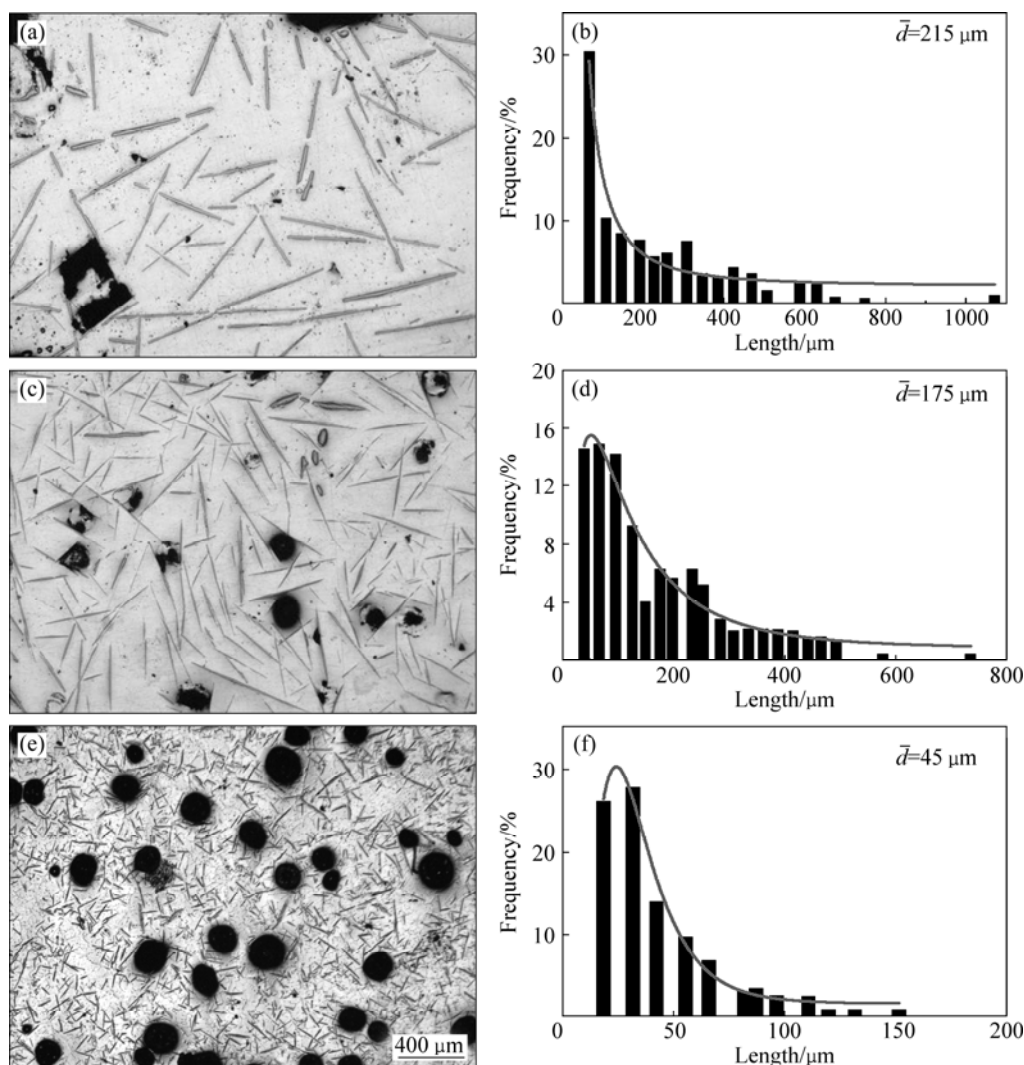 (a)
(b)
d̄=215 μm
Frequency/%
30
20
10
0
200
400
600
800
1000
Length/μm
(c)
(d)
d̄=175 μm
Frequency/%
20
16
12
8
4
0
200
400
600
800
Length/μm
(e)
400 μm
(f)
d̄=45 μm
Frequency/%
30
20
10
0
50
100
150
200
Length/μm